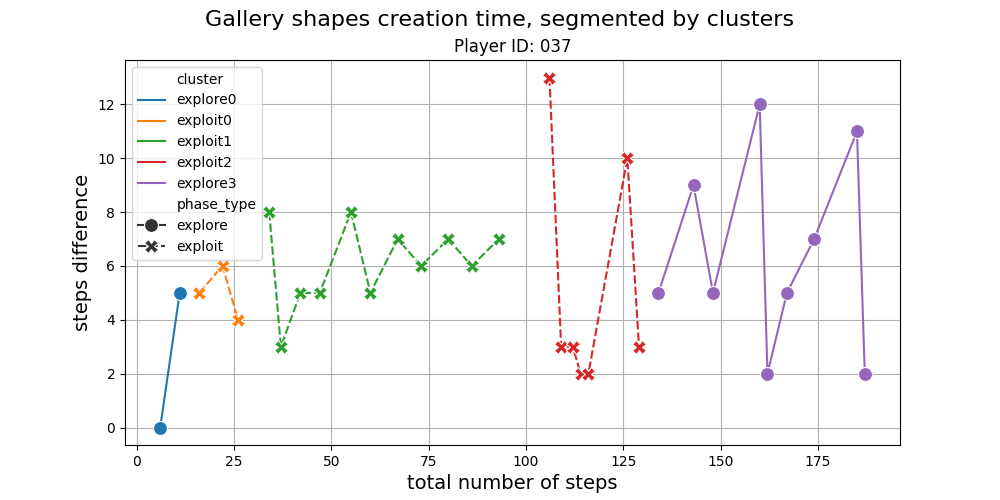 Gallery shapes creation time, segmented by clusters
Player ID: 037
cluster
explore0
exploit0
exploit1
exploit2
explore3
phase_type
explore
exploit
steps difference
12
10
8
6
4
2
0
0 25 50 75 100 125 150 175
total number of steps